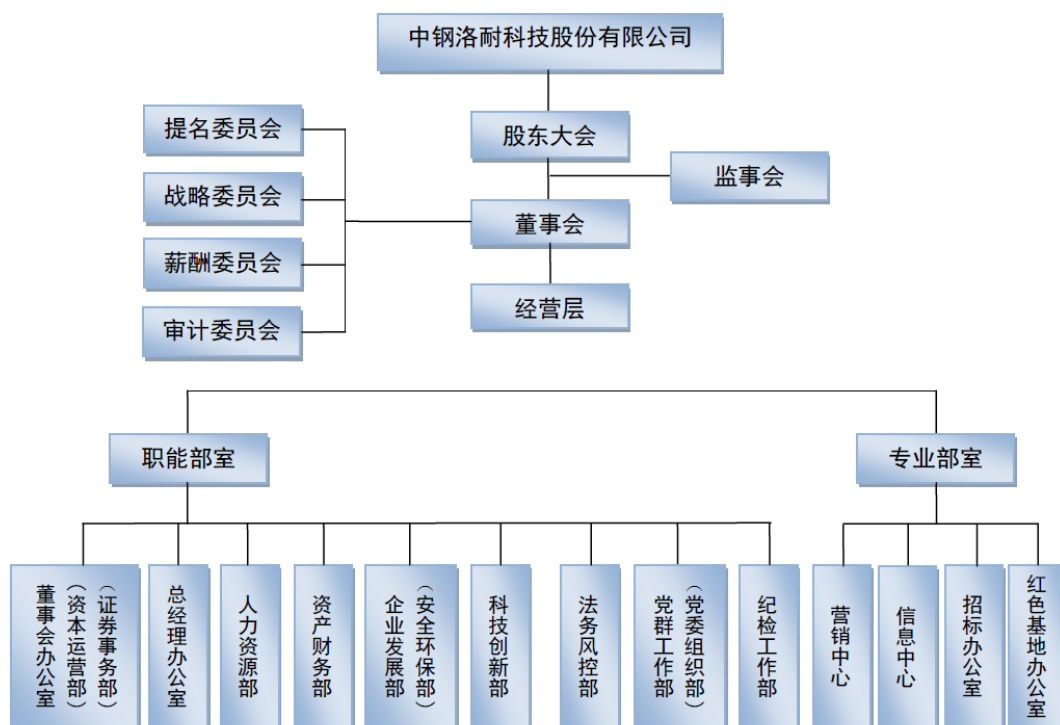 中钢洛耐科技股份有限公司
股东大会
监事会
董事会
经营层
提名委员会
战略委员会
薪酬委员会
审计委员会
职能部室
专业部室
董事会办公室
（资本运营部）
（证券事务部）
总经理办公室
人力资源部
资产财务部
企业发展部
（安全环保部）
科技创新部
法务风控部
党群工作部
（党委组织部）
纪检工作部
营销中心
信息中心
招标办公室
红色基地办公室